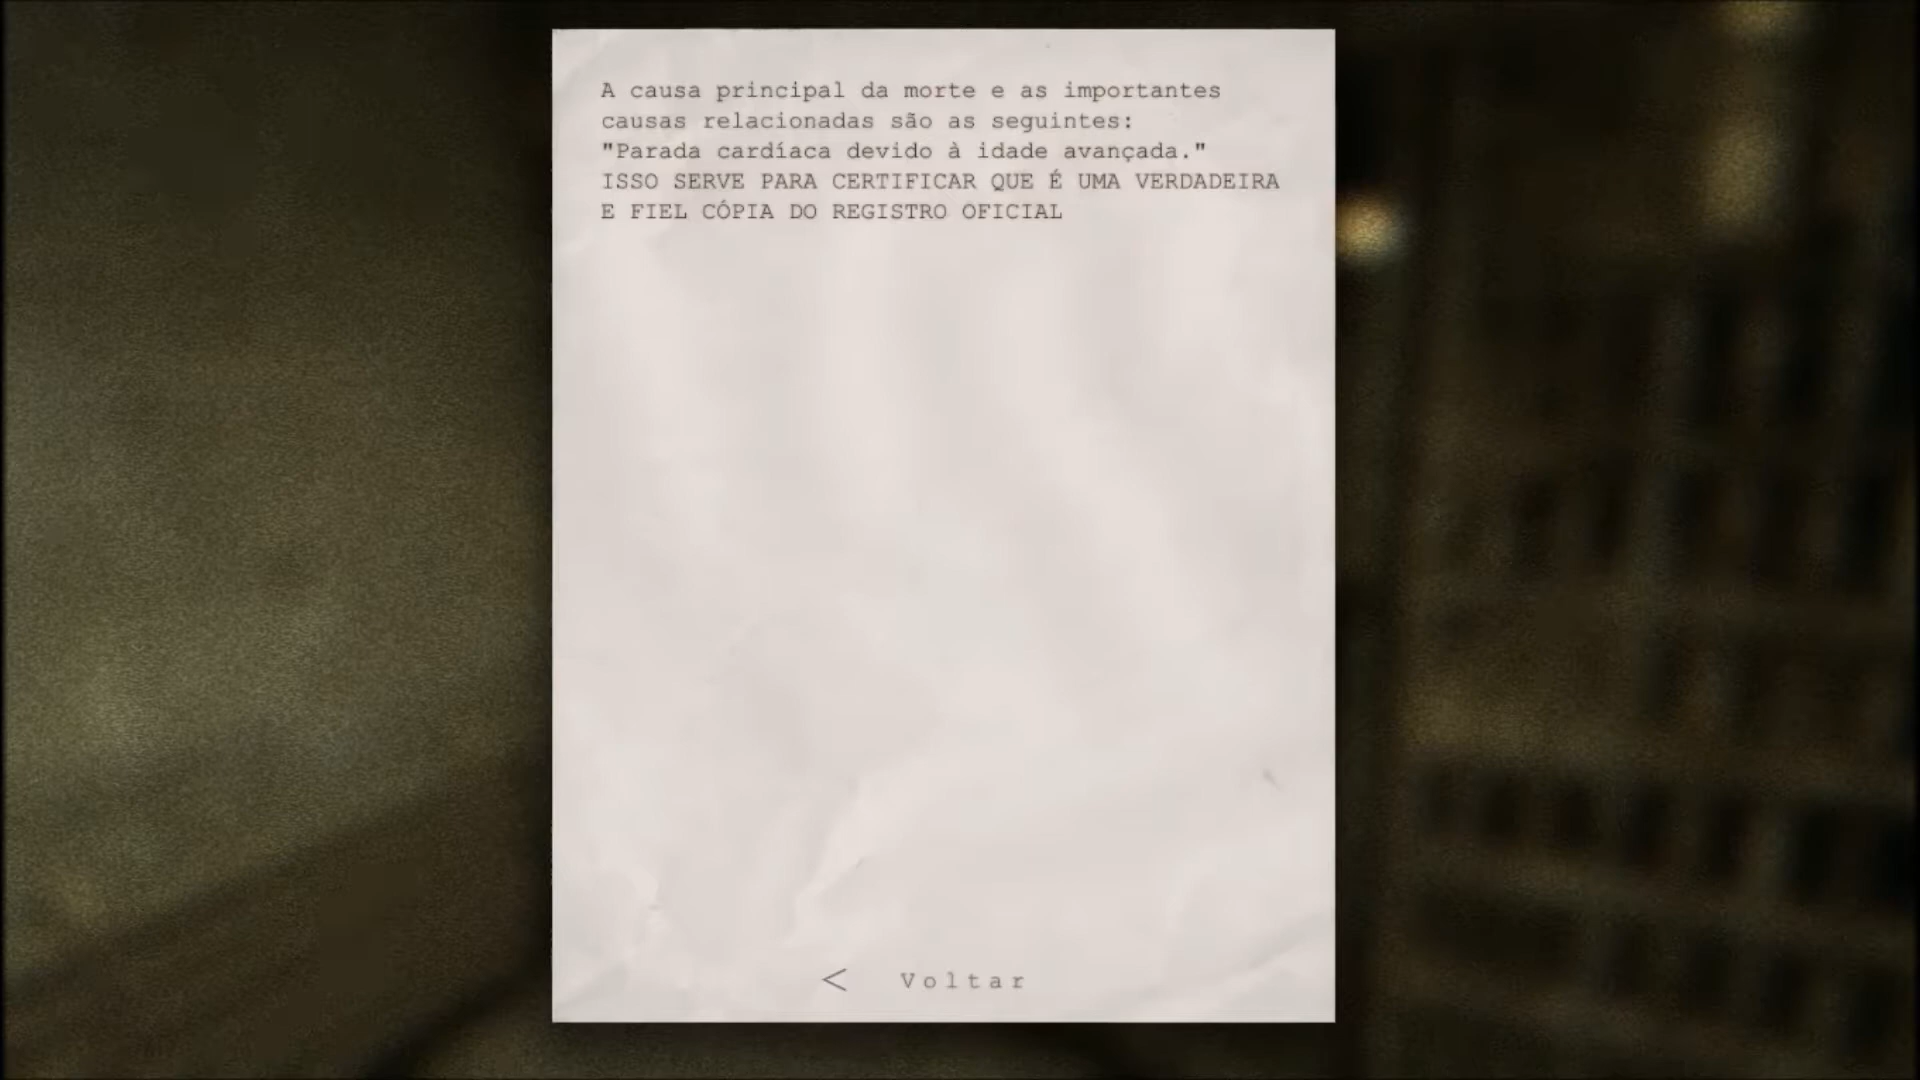 A causa principal da morte e as importantes
causas relacionadas são as seguintes:
"Parada cardíaca devido à idade avançada."
ISSO SERVE PARA CERTIFICAR QUE É UMA VERDADEIRA
E FIEL CÓPIA DO REGISTRO OFICIAL
< Voltar